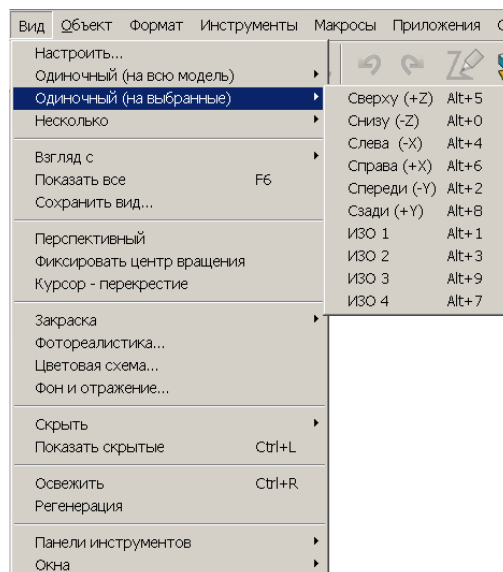 Вид Объект Формат Инструменты Макросы Приложения
Настроить...
Одиночный (на всю модель)
Одиночный (на выбранные)
Несколько
Взгляд с
Показать все F6
Сохранить вид...
Перспективный
Фиксировать центр вращения
Курсор - перекрестие
Закраска
Фотореалистика...
Цветовая схема...
Фон и отражение...
Скрыть
Показать скрытые Ctrl+L
Освежить Ctrl+R
Регенерация
Панели инструментов
Окна
Сверху (+Z) Alt+5
Снизу (-Z) Alt+0
Слева (-X) Alt+4
Справа (+X) Alt+6
Спереди (-Y) Alt+2
Сзади (+Y) Alt+8
ИЗО 1 Alt+1
ИЗО 2 Alt+3
ИЗО 3 Alt+9
ИЗО 4 Alt+7